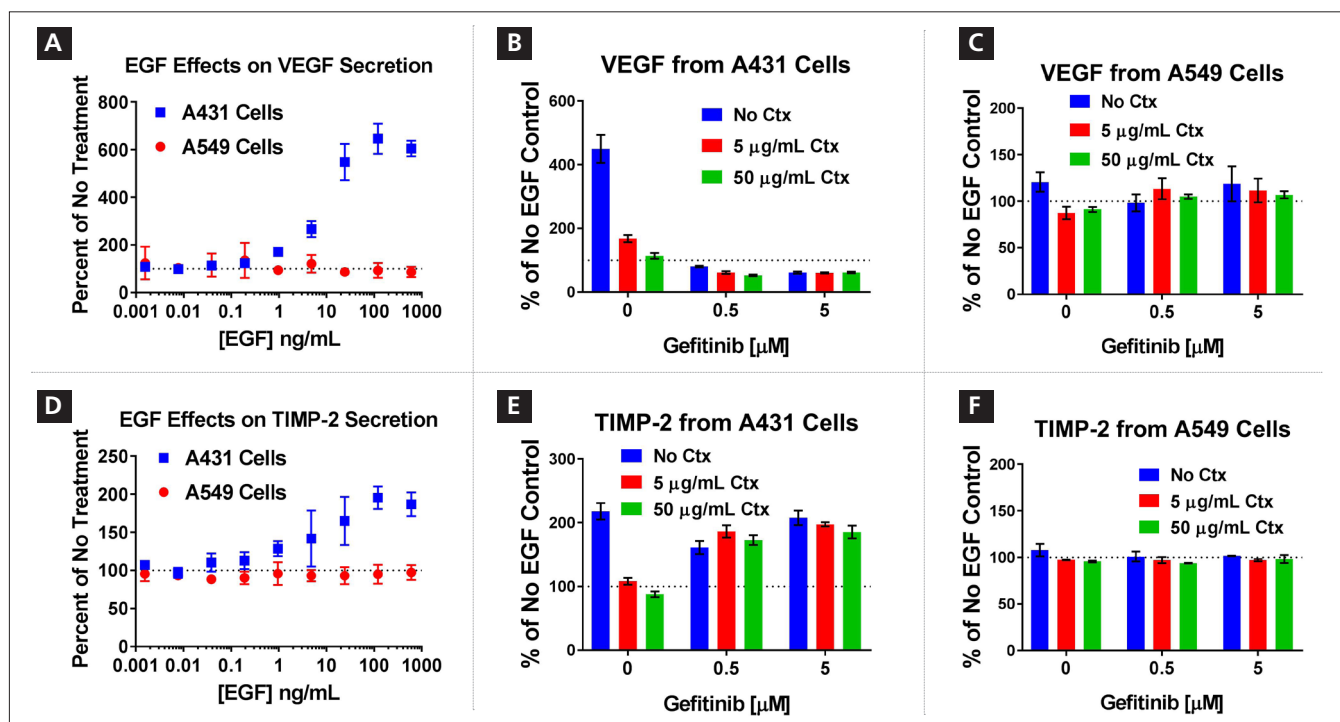 A
EGF Effects on VEGF Secretion
Percent of No Treatment
800
600
400
200
100
0
A431 Cells
A549 Cells
0.001 0.01 0.1 1 10 100 1000
[EGF] ng/mL
B
VEGF from A431 Cells
% of No EGF Control
600
400
200
0
No Ctx
5 μg/mL Ctx
50 μg/mL Ctx
0 0.5 5
Gefitinib [μM]
C
VEGF from A549 Cells
% of No EGF Control
200
150
100
50
0
No Ctx
5 μg/mL Ctx
50 μg/mL Ctx
0 0.5 5
Gefitinib [μM]
D
EGF Effects on TIMP-2 Secretion
Percent of No Treatment
250
200
150
100
50
0
A431 Cells
A549 Cells
0.001 0.01 0.1 1 10 100 1000
[EGF] ng/mL
E
TIMP-2 from A431 Cells
% of No EGF Control
300
200
100
0
No Ctx
5 μg/mL Ctx
50 μg/mL Ctx
0 0.5 5
Gefitinib [μM]
F
TIMP-2 from A549 Cells
% of No EGF Control
200
150
100
50
0
No Ctx
5 μg/mL Ctx
50 μg/mL Ctx
0 0.5 5
Gefitinib [μM]